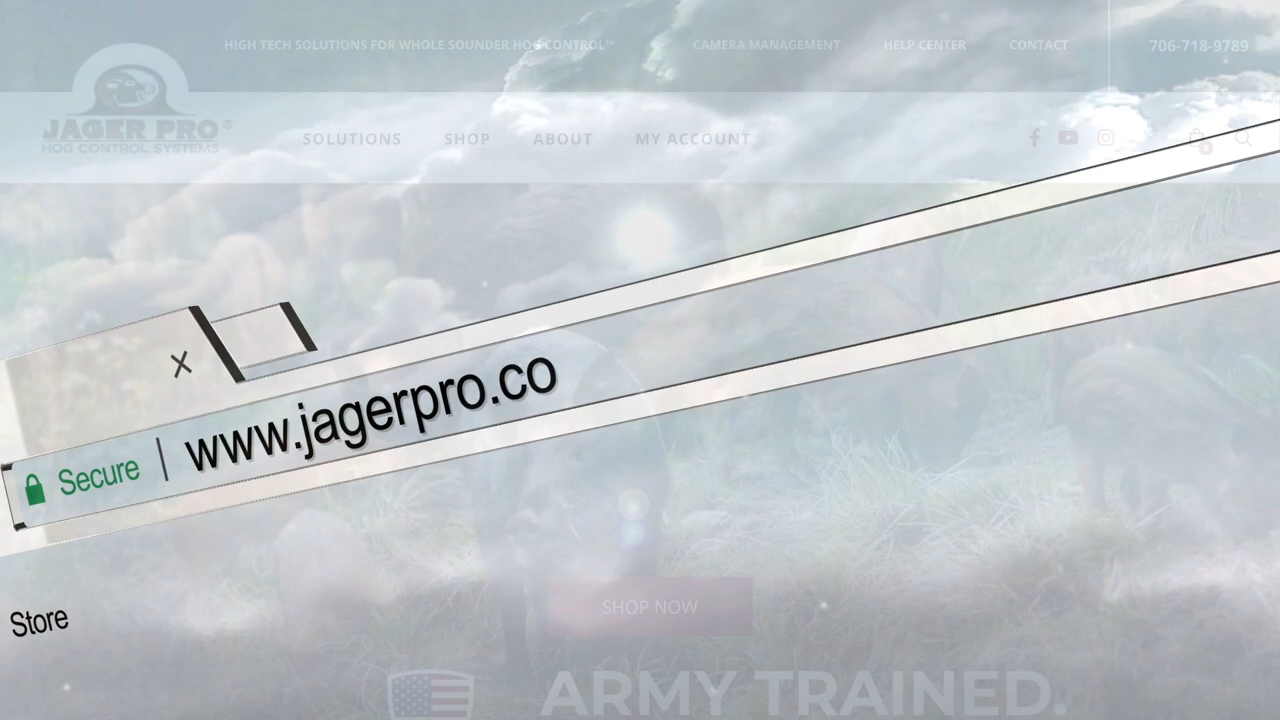 HIGH TECH SOLUTIONS FOR WHOLE SOUNDER HOG CONTROL™
CAMERA MANAGEMENT
HELP CENTER
CONTACT
706-718-9789
JAGER PRO®
HOG CONTROL SYSTEMS
SOLUTIONS
SHOP
ABOUT
MY ACCOUNT
Secure | www.jagerpro.co
Store
SHOP NOW
ARMY TRAINED.